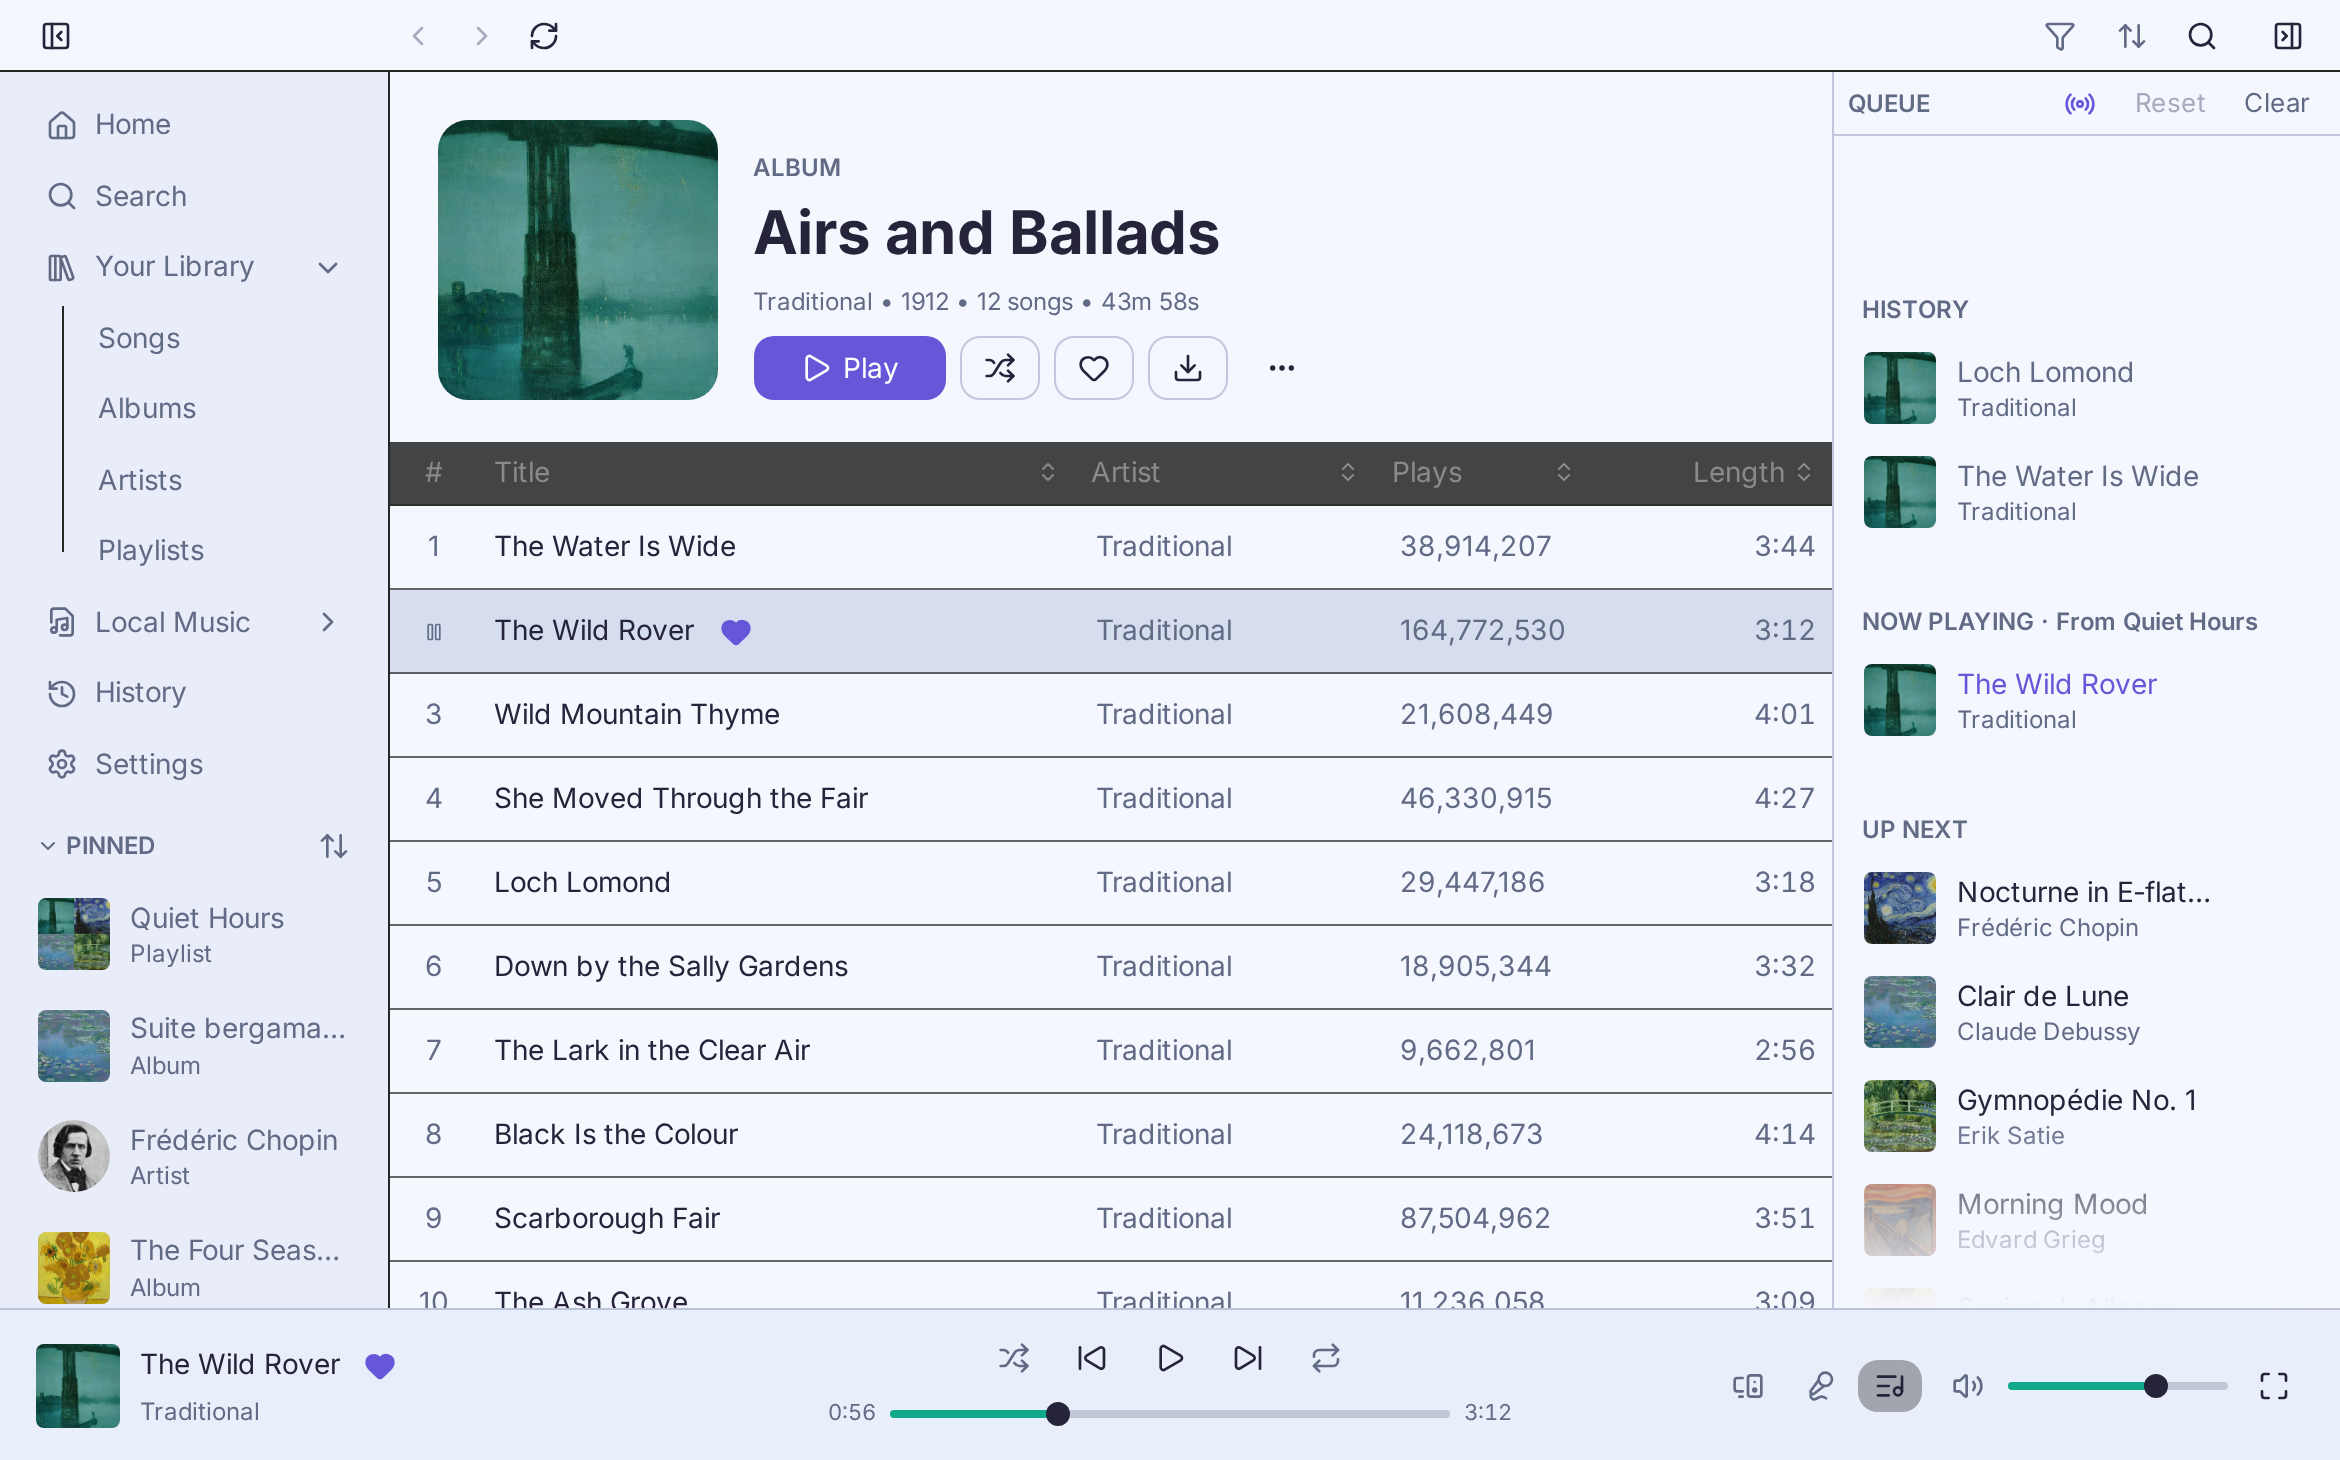 Home
Search
Your Library
Songs
Albums
Artists
Playlists
Local Music
History
Settings
PINNED
Quiet Hours
Playlist
Suite bergama...
Album
Frédéric Chopin
Artist
The Four Seas...
Album
ALBUM
Airs and Ballads
Traditional • 1912 • 12 songs • 43m 58s
Play
# Title Artist Plays Length
1 The Water Is Wide Traditional 38,914,207 3:44
The Wild Rover Traditional 164,772,530 3:12
3 Wild Mountain Thyme Traditional 21,608,449 4:01
4 She Moved Through the Fair Traditional 46,330,915 4:27
5 Loch Lomond Traditional 29,447,186 3:18
6 Down by the Sally Gardens Traditional 18,905,344 3:32
7 The Lark in the Clear Air Traditional 9,662,801 2:56
8 Black Is the Colour Traditional 24,118,673 4:14
9 Scarborough Fair Traditional 87,504,962 3:51
10 The Ash Grove Traditional 11,236,058 3:09
QUEUE Reset Clear
HISTORY
Loch Lomond
Traditional
The Water Is Wide
Traditional
NOW PLAYING · From Quiet Hours
The Wild Rover
Traditional
UP NEXT
Nocturne in E-flat...
Frédéric Chopin
Clair de Lune
Claude Debussy
Gymnopédie No. 1
Erik Satie
Morning Mood
Edvard Grieg
The Wild Rover
Traditional
0:56
3:12